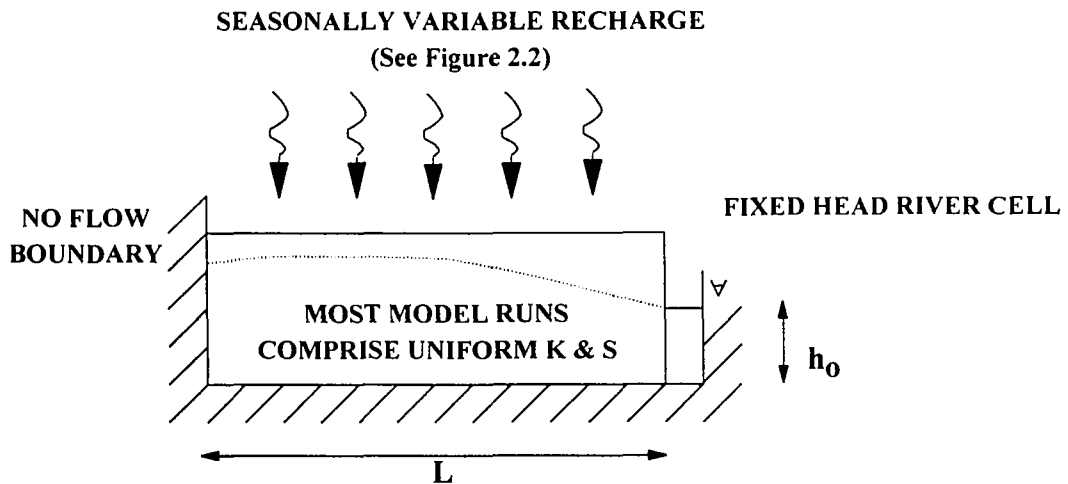 SEASONALLY VARIABLE RECHARGE
(See Figure 2.2)
NO FLOW
BOUNDARY
FIXED HEAD RIVER CELL
MOST MODEL RUNS
COMPRISE UNIFORM K & S
h₀
L